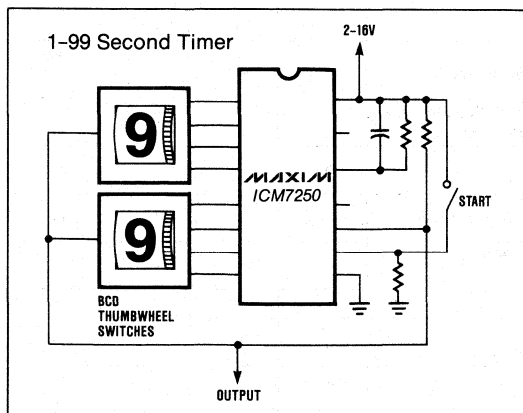 1-99 Second Timer
2-16V
9
MAXIM
ICM7250
START
9
BCD
THUMBWHEEL
SWITCHES
OUTPUT